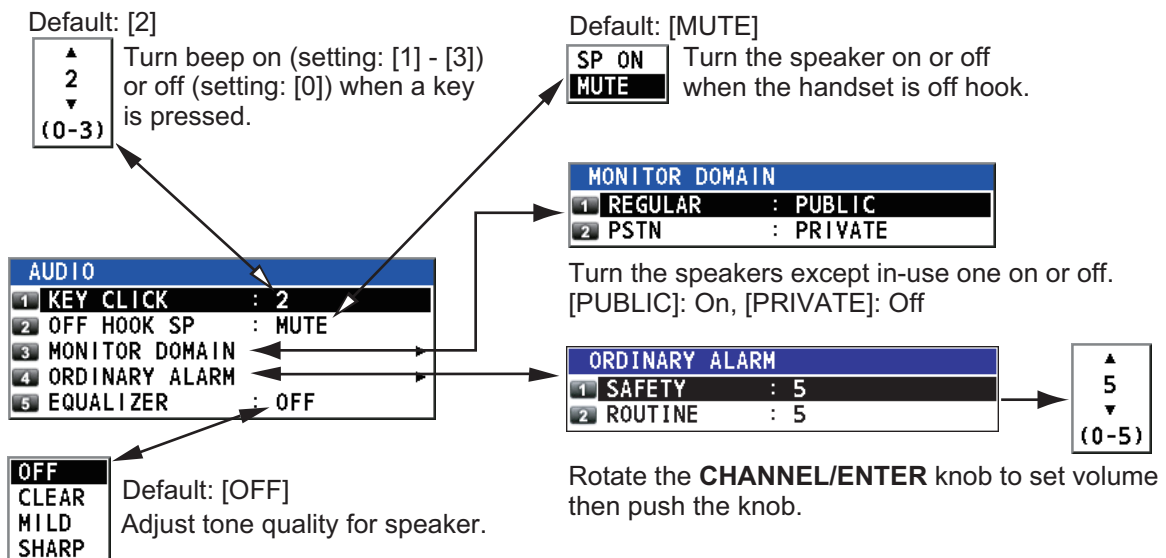 Default: [2]
▲
2
▼
(0-3)
Turn beep on (setting: [1] - [3])
or off (setting: [0]) when a key
is pressed.
Default: [MUTE]
SP ON
MUTE
Turn the speaker on or off
when the handset is off hook.
MONITOR DOMAIN
1 REGULAR : PUBLIC
2 PSTN : PRIVATE
Turn the speakers except in-use one on or off.
[PUBLIC]: On, [PRIVATE]: Off
AUDIO
1 KEY CLICK : 2
2 OFF HOOK SP : MUTE
3 MONITOR DOMAIN
4 ORDINARY ALARM
5 EQUALIZER : OFF
ORDINARY ALARM
1 SAFETY : 5
2 ROUTINE : 5
▲
5
▼
(0-5)
Rotate the CHANNEL/ENTER knob to set volume
then push the knob.
OFF
CLEAR
MILD
SHARP
Default: [OFF]
Adjust tone quality for speaker.